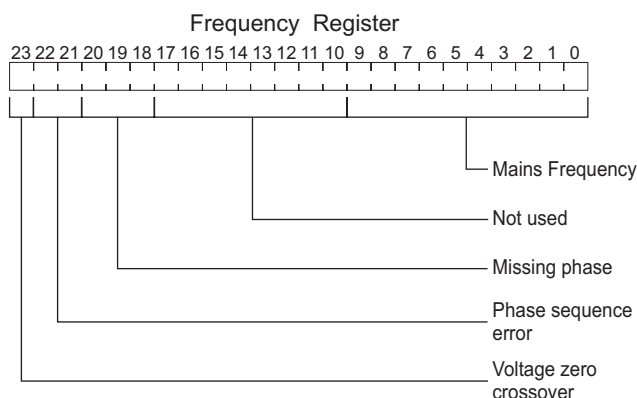 Frequency Register
23 22 21 20 19 18 17 16 15 14 13 12 11 10 9 8 7 6 5 4 3 2 1 0
Mains Frequency
Not used
Missing phase
Phase sequence
error
Voltage zero
crossover